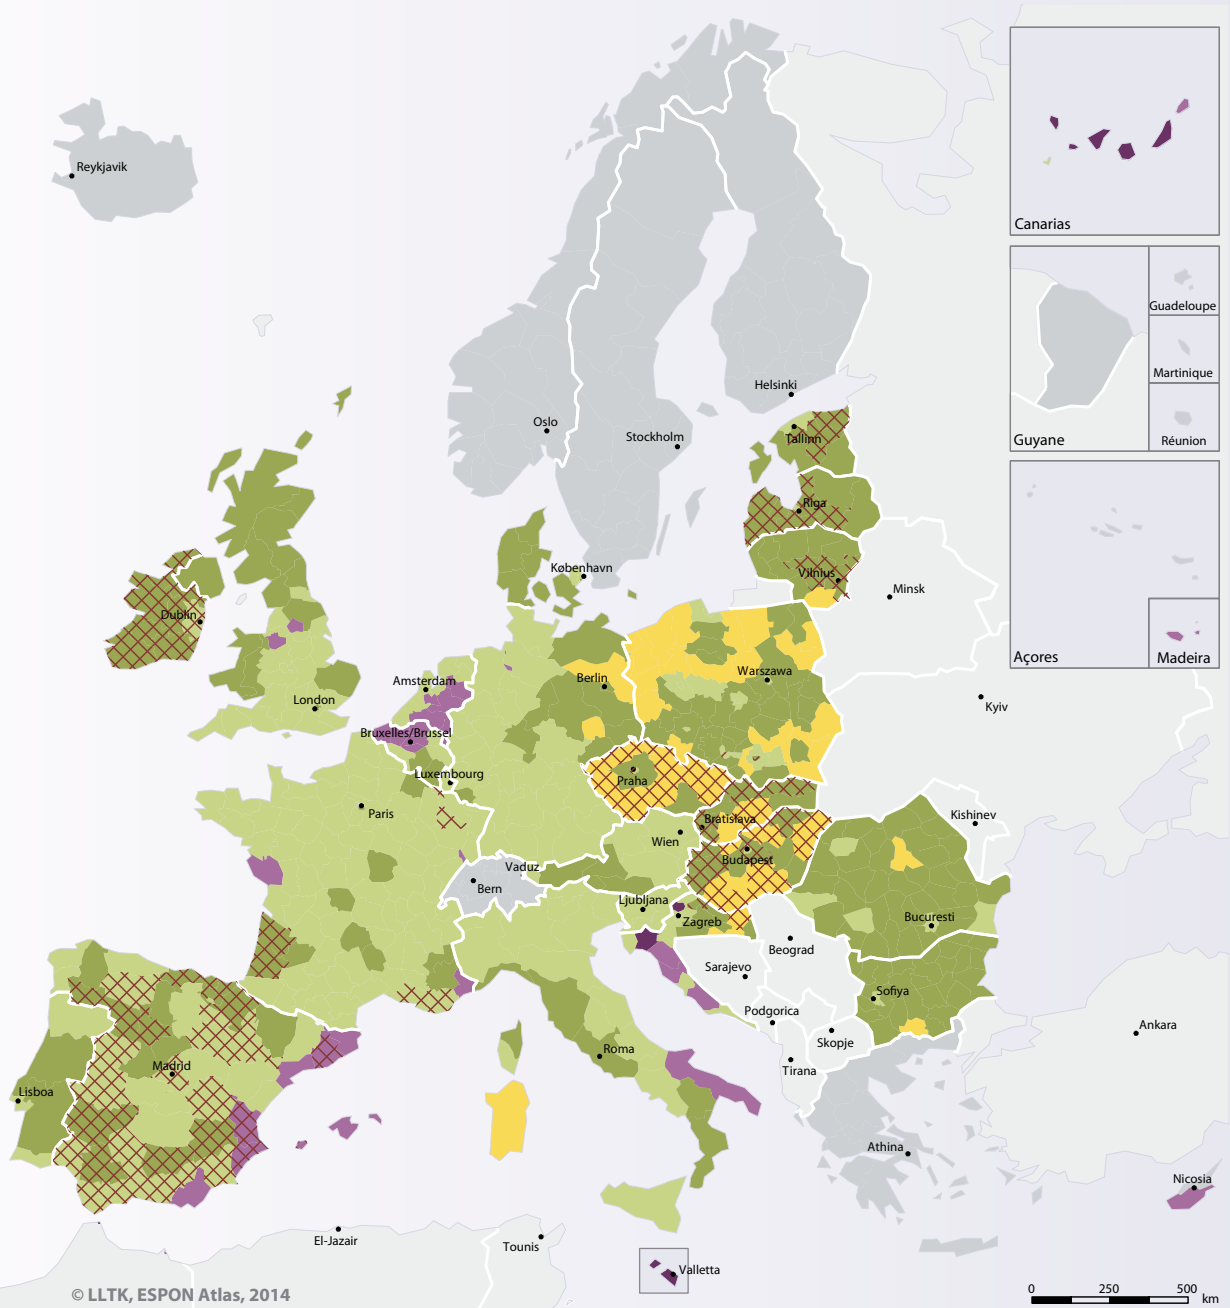 Reykjavik
Canarias
Guadeloupe
Martinique
Helsinki
Oslo
Stockholm
Tallinn
Guyane
Réunion
Riga
København
Vilnius
Minsk
Dublin
Açores
Madeira
Warszawa
Amsterdam
Berlin
London
Kyiv
Bruxelles/Brussel
Luxembourg
Praha
Paris
Bratislava
Kishinev
Wien
Budapest
Vaduz
Bern
Ljubljana
Zagreb
Bucuresti
Beograd
Sarajevo
Sofiya
Podgorica
Ankara
Skopje
Roma
Madrid
Tirana
Lisboa
Athina
Nicosia
El-Jazair
Tounis
Valletta
© LLTK, ESPON Atlas, 2014
0 250 500
km